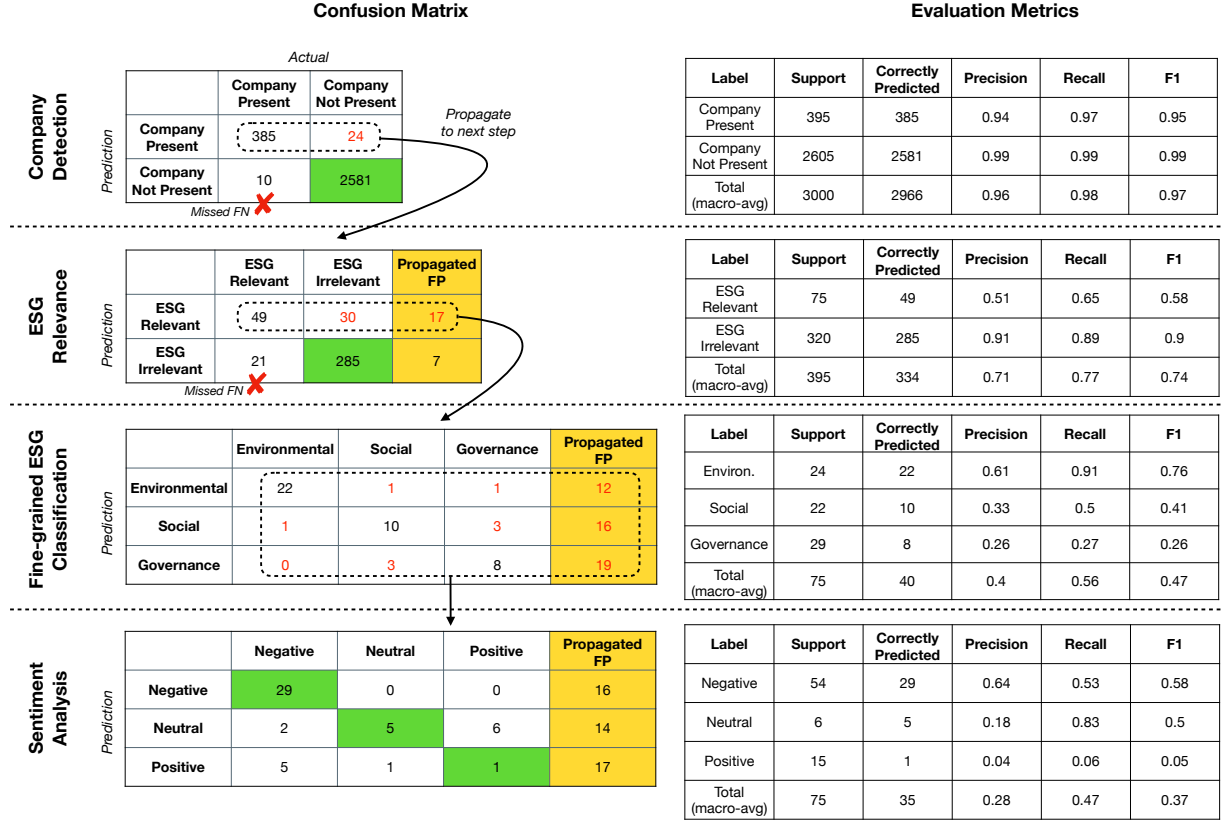 Confusion Matrix
Evaluation Metrics
Company Detection
Actual
Prediction
Company Present | Company Not Present
Company Present | 385 | 24
Company Not Present | 10 | 2581
Missed FN
Propagate to next step
Label | Support | Correctly Predicted | Precision | Recall | F1
Company Present | 395 | 385 | 0.94 | 0.97 | 0.95
Company Not Present | 2605 | 2581 | 0.99 | 0.99 | 0.99
Total (macro-avg) | 3000 | 2966 | 0.96 | 0.98 | 0.97
ESG Relevance
Prediction
ESG Relevant | ESG Irrelevant | Propagated FP
ESG Relevant | 49 | 30 | 17
ESG Irrelevant | 21 | 285 | 7
Missed FN
Label | Support | Correctly Predicted | Precision | Recall | F1
ESG Relevant | 75 | 49 | 0.51 | 0.65 | 0.58
ESG Irrelevant | 320 | 285 | 0.91 | 0.89 | 0.9
Total (macro-avg) | 395 | 334 | 0.71 | 0.77 | 0.74
Fine-grained ESG Classification
Prediction
Environmental | Social | Governance | Propagated FP
Environmental | 22 | 1 | 1 | 12
Social | 1 | 10 | 3 | 16
Governance | 0 | 3 | 8 | 19
Label | Support | Correctly Predicted | Precision | Recall | F1
Environ. | 24 | 22 | 0.61 | 0.91 | 0.76
Social | 22 | 10 | 0.33 | 0.5 | 0.41
Governance | 29 | 8 | 0.26 | 0.27 | 0.26
Total (macro-avg) | 75 | 40 | 0.4 | 0.56 | 0.47
Sentiment Analysis
Prediction
Negative | Neutral | Positive | Propagated FP
Negative | 29 | 0 | 0 | 16
Neutral | 2 | 5 | 6 | 14
Positive | 5 | 1 | 1 | 17
Label | Support | Correctly Predicted | Precision | Recall | F1
Negative | 54 | 29 | 0.64 | 0.53 | 0.58
Neutral | 6 | 5 | 0.18 | 0.83 | 0.5
Positive | 15 | 1 | 0.04 | 0.06 | 0.05
Total (macro-avg) | 75 | 35 | 0.28 | 0.47 | 0.37